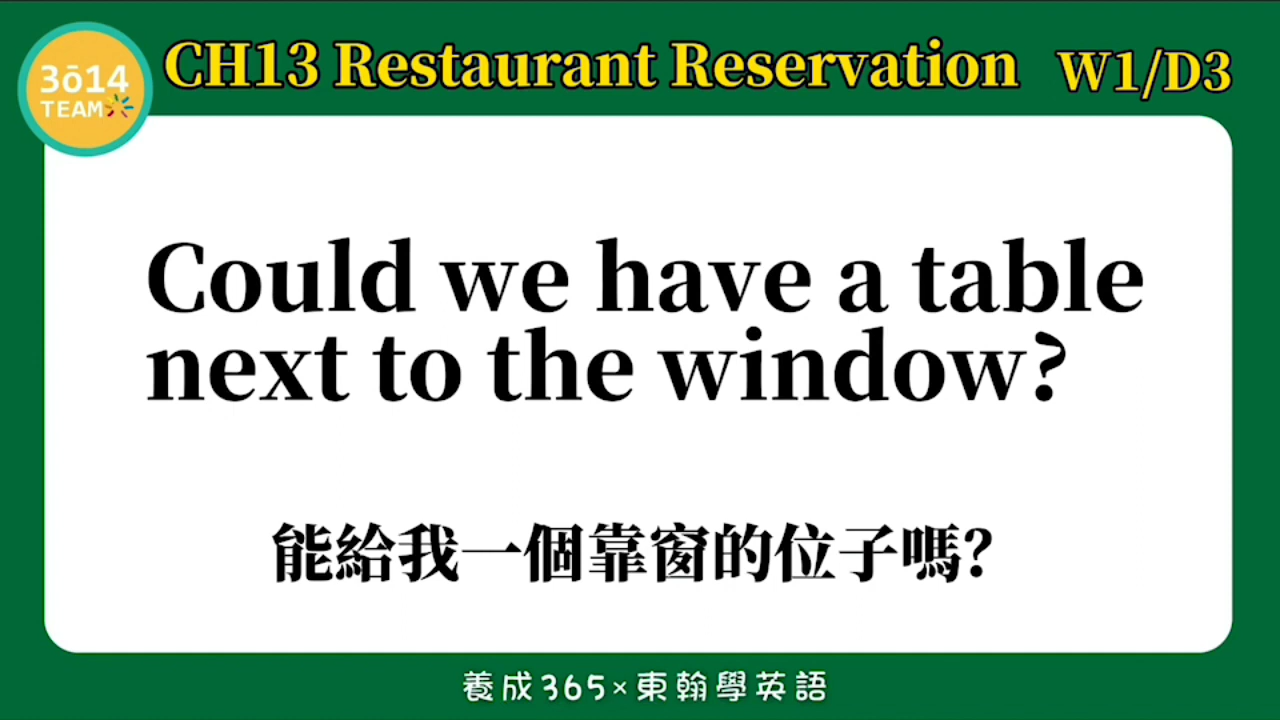 3ō14
TEAM
CH13 Restaurant Reservation W1/D3
Could we have a table
next to the window?
能給我一個靠窗的位子嗎?
養成365×東翰學英語